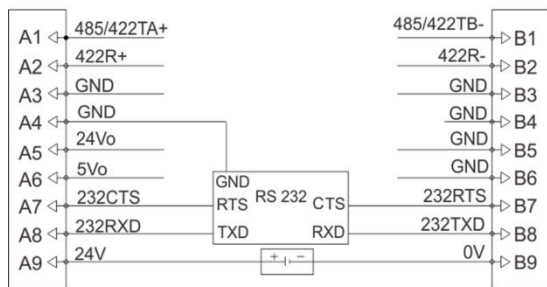 A1 485/422TA+ 485/422TB- B1
A2 422R+ 422R- B2
A3 GND GND B3
A4 GND GND B4
A5 24Vo GND B5
A6 5Vo GND B6
GND
RS 232
A7 232CTS RTS CTS 232RTS B7
A8 232RXD TXD RXD 232TXD B8
A9 24V + - 0V B9